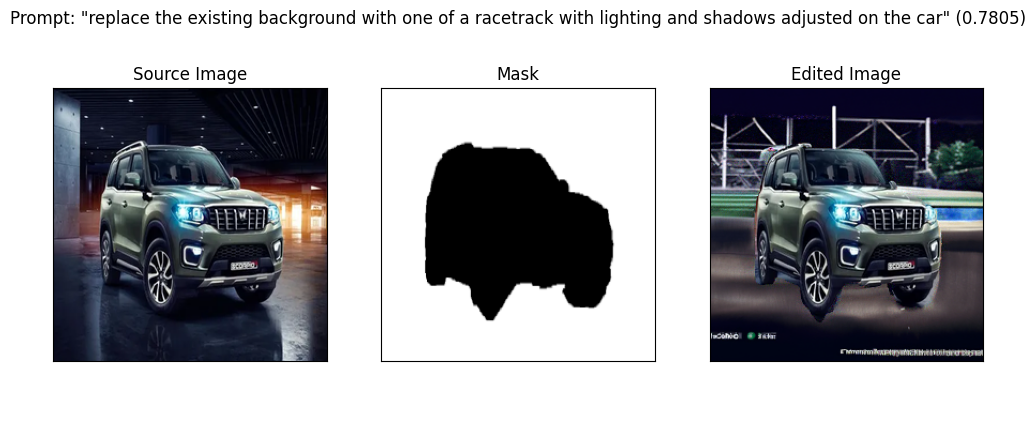 Prompt: "replace the existing background with one of a racetrack with lighting and shadows adjusted on the car" (0.7805)
Source Image
Mask
Edited Image